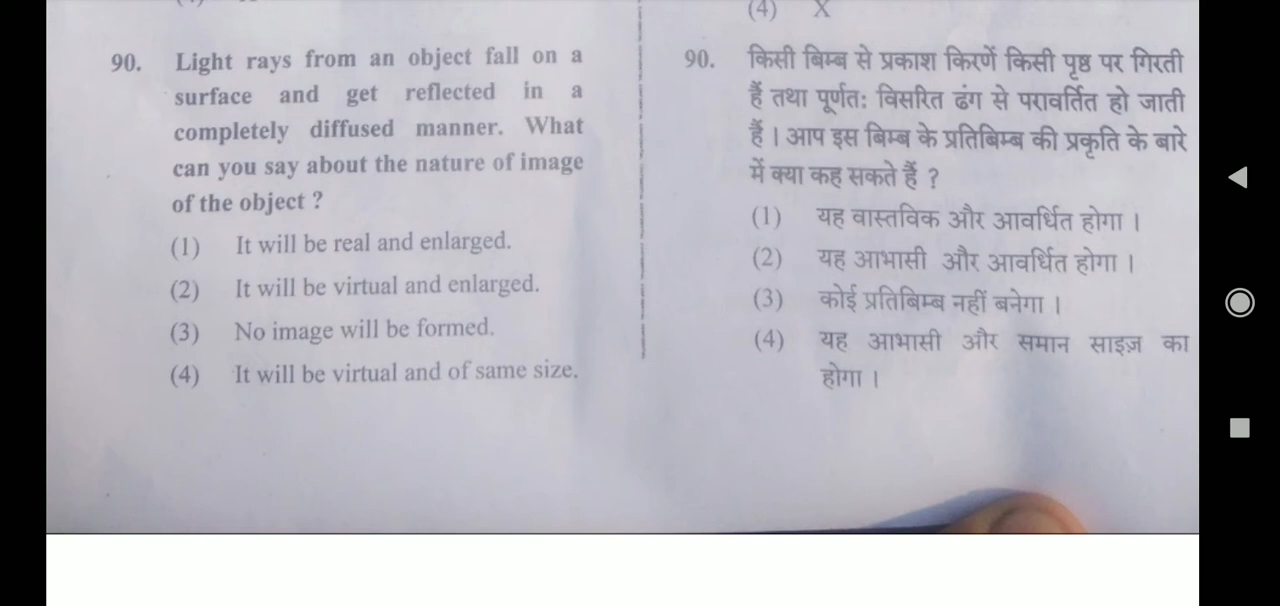 (4) X
90. Light rays from an object fall on a
surface and get reflected in a
completely diffused manner. What
can you say about the nature of image
of the object ?
(1) It will be real and enlarged.
(2) It will be virtual and enlarged.
(3) No image will be formed.
(4) It will be virtual and of same size.
90. किसी बिम्ब से प्रकाश किरणें किसी पृष्ठ पर गिरती
हैं तथा पूर्णत: विसरित ढंग से परावर्तित हो जाती
हैं । आप इस बिम्ब के प्रतिबिम्ब की प्रकृति के बारे
में क्या कह सकते हैं ?
(1) यह वास्तविक और आवर्धित होगा ।
(2) यह आभासी और आवर्धित होगा ।
(3) कोई प्रतिबिम्ब नहीं बनेगा ।
(4) यह आभासी और समान साइज़ का
होगा ।